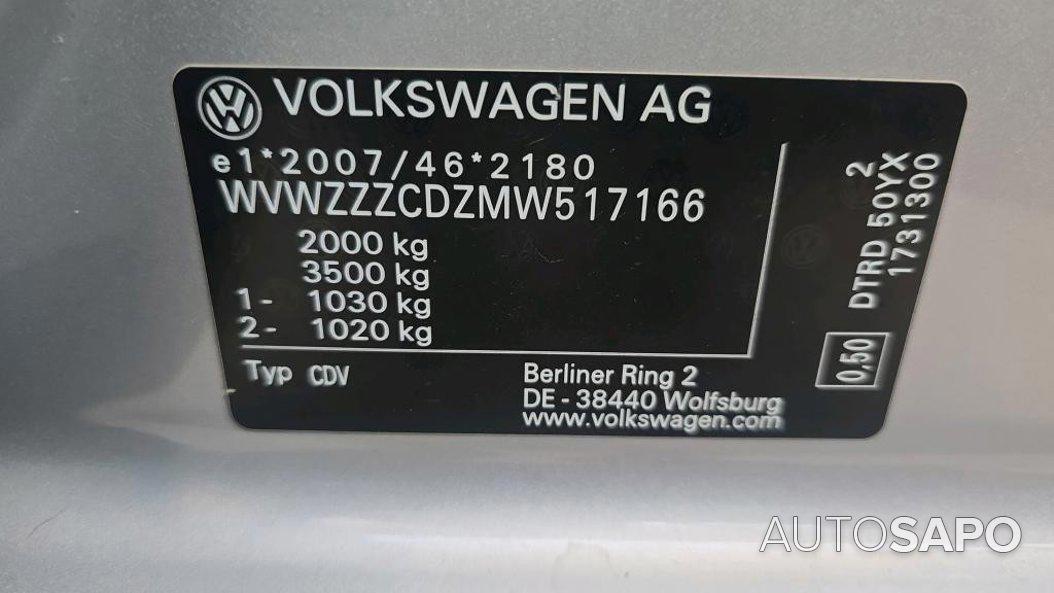 VOLKSWAGEN AG
e1*2007/46*2180
WVWZZZCDZMW517166
2000 kg
3500 kg
1- 1030 kg
2- 1020 kg
Typ CDV
Berliner Ring 2
DE - 38440 Wolfsburg
www.volkswagen.com
2
DTRD 50YX
1731300
0,50
AUTOSAPO